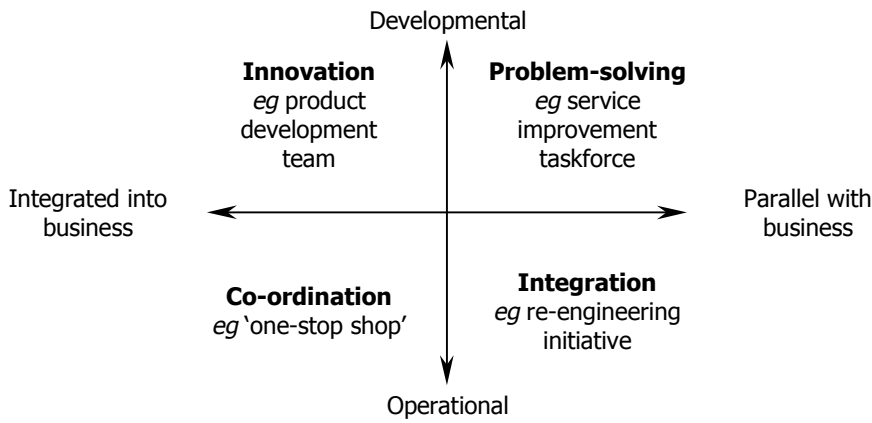 Developmental
Innovation
eg product
development
team
Problem-solving
eg service
improvement
taskforce
Integrated into
business
Parallel with
business
Co-ordination
eg ‘one-stop shop’
Integration
eg re-engineering
initiative
Operational